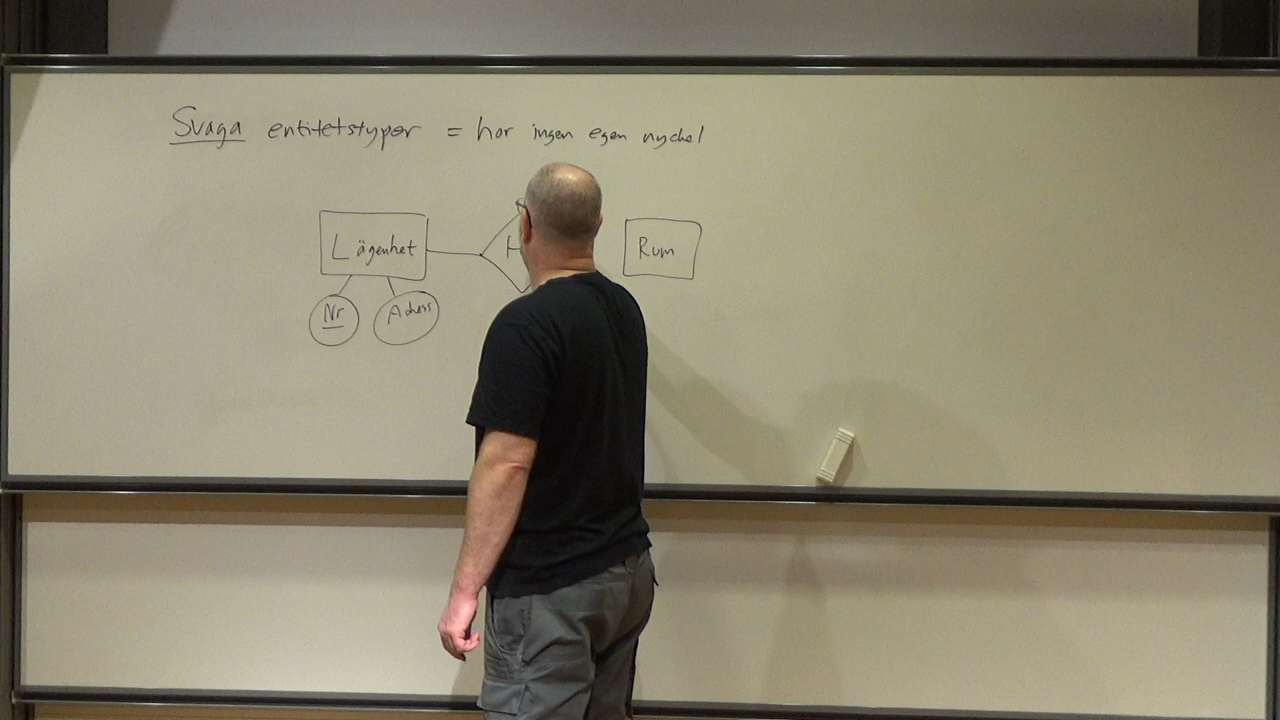 Svaga entitetstyper = har ingen egen nyckel
Lägenhet
H
Rum
Nr
Adress